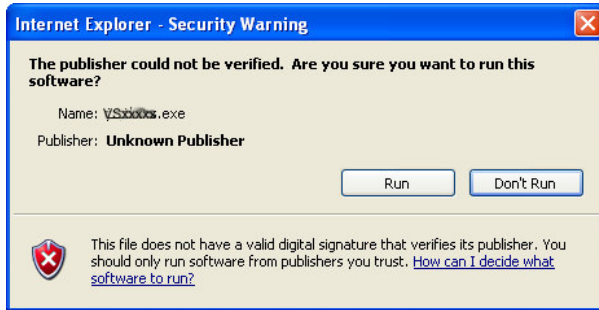 Internet Explorer - Security Warning
The publisher could not be verified. Are you sure you want to run this
software?
Name: .exe
Publisher: Unknown Publisher
Run Don't Run
This file does not have a valid digital signature that verifies its publisher. You
should only run software from publishers you trust. How can I decide what
software to run?